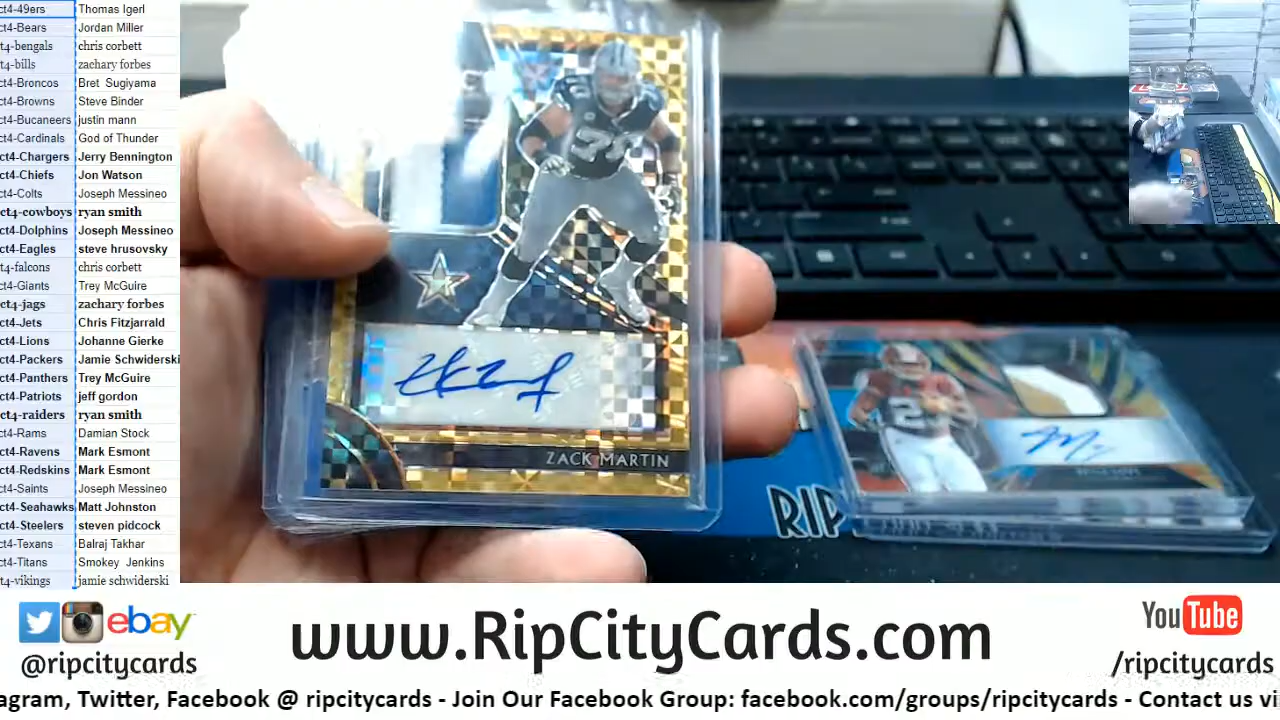 ct4-49ers Thomas Igerl
ct4-Bears Jordan Miller
ct4-bengals chris corbett
ct4-bills zachary forbes
ct4-Broncos Bret Sugiyama
ct4-Browns Steve Binder
ct4-Bucaneers justin mann
ct4-Cardinals God of Thunder
ct4-Chargers Jerry Bennington
ct4-Chiefs Jon Watson
ct4-Colts Joseph Messineo
ct4-cowboys ryan smith
ct4-Dolphins Joseph Messineo
ct4-Eagles steve hrusovsky
ct4-falcons chris corbett
ct4-Giants Trey McGuire
ct4-jags zachary forbes
ct4-Jets Chris Fitzjarrald
ct4-Lions Johanne Gierke
ct4-Packers Jamie Schwiderski
ct4-Panthers Trey McGuire
ct4-Patriots jeff gordon
ct4-raiders ryan smith
ct4-Rams Damian Stock
ct4-Ravens Mark Esmont
ct4-Redskins Mark Esmont
ct4-Saints Joseph Messineo
ct4-Seahawks Matt Johnston
ct4-Steelers steven pidcock
ct4-Texans Balraj Takhar
ct4-Titans Smokey Jenkins
ct4-vikings jamie schwiderski
70
ZACK MARTIN
RIP
ebay
@ripcitycards
www.RipCityCards.com
YouTube
/ripcitycards
agram, Twitter, Facebook @ ripcitycards - Join Our Facebook Group: facebook.com/groups/ripcitycards - Contact us vi